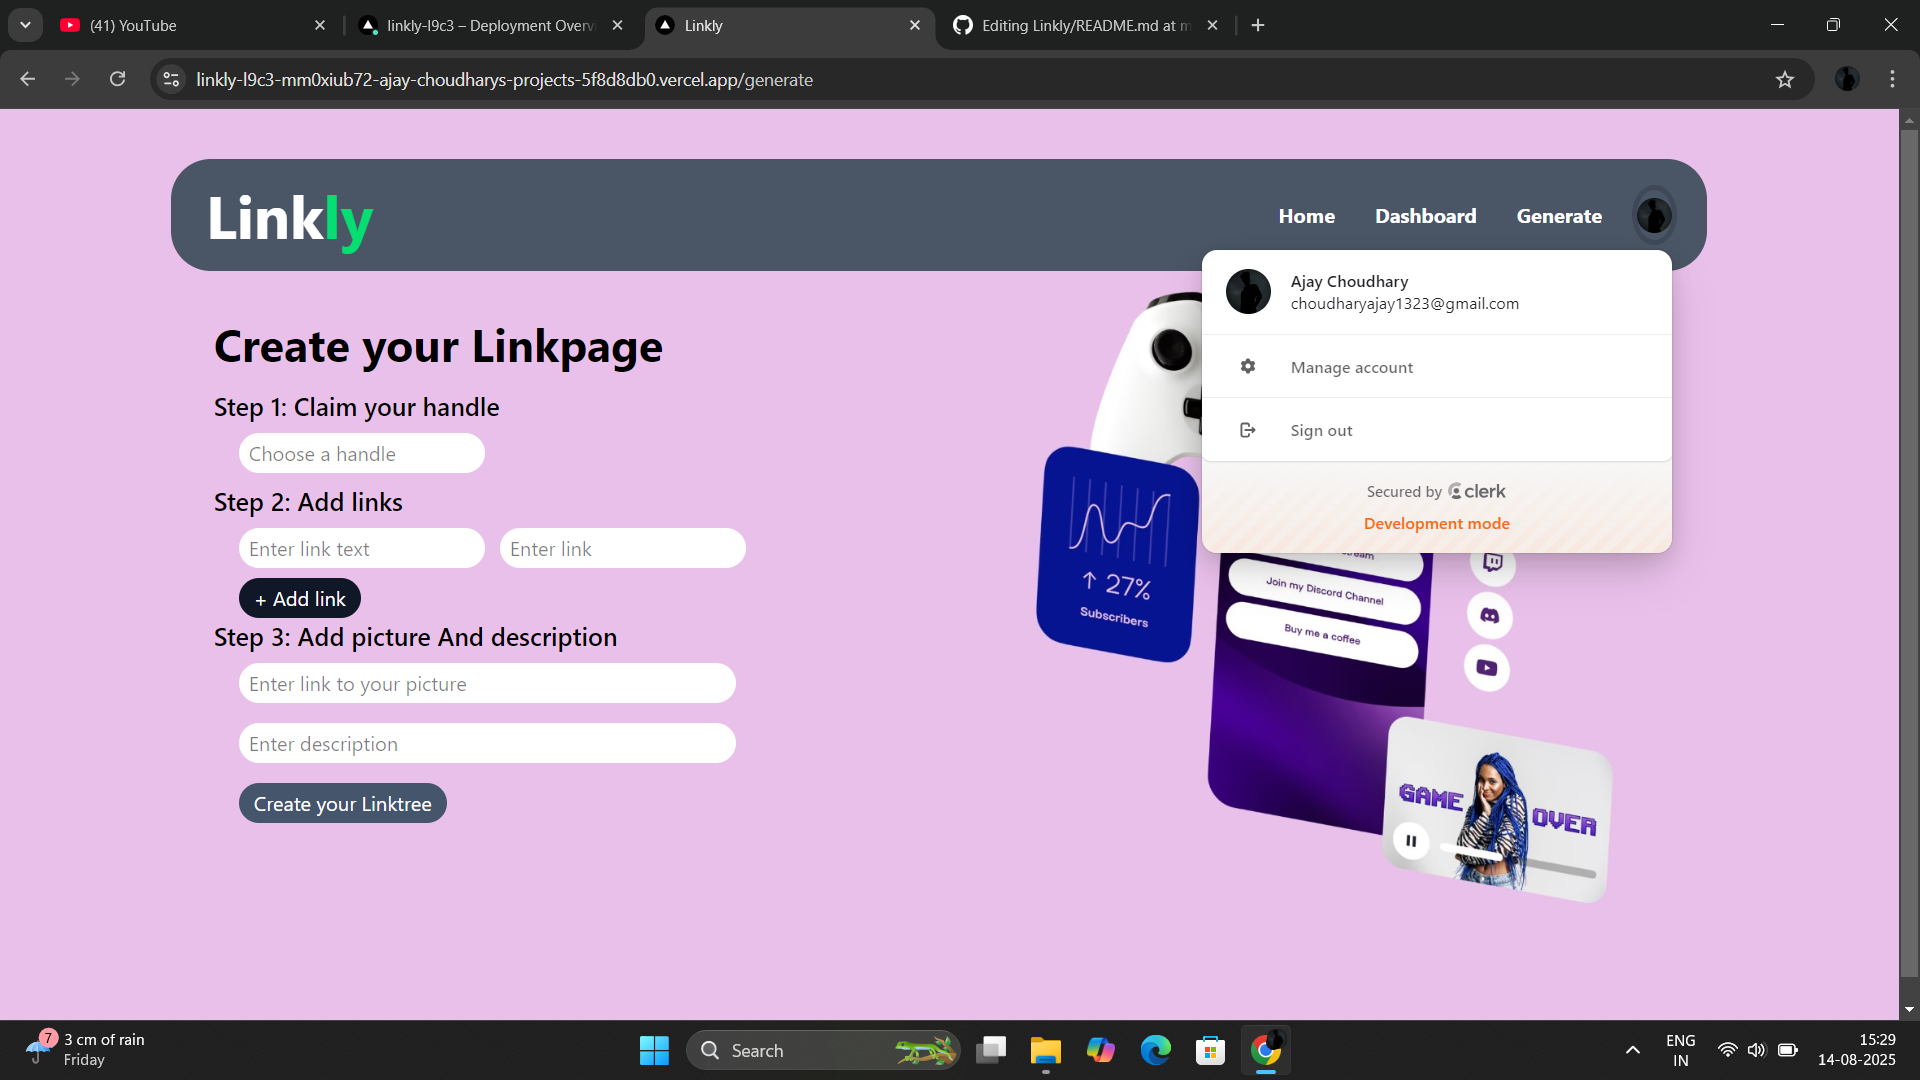 (41) YouTube
linkly-l9c3 – Deployment Overvi
Linkly
Editing Linkly/README.md at m
linkly-l9c3-mm0xiub72-ajay-choudharys-projects-5f8d8db0.vercel.app/generate
Linkly
Home
Dashboard
Generate
Ajay Choudhary
choudharyajay1323@gmail.com
Manage account
Sign out
Secured by clerk
Development mode
Create your Linkpage
Step 1: Claim your handle
Choose a handle
Step 2: Add links
Enter link text
Enter link
+ Add link
Step 3: Add picture And description
Enter link to your picture
Enter description
Create your Linktree
↑ 27%
Subscribers
Join my Discord Channel
Buy me a coffee
GAME OVER
7
3 cm of rain
Friday
Search
ENG
IN
15:29
14-08-2025